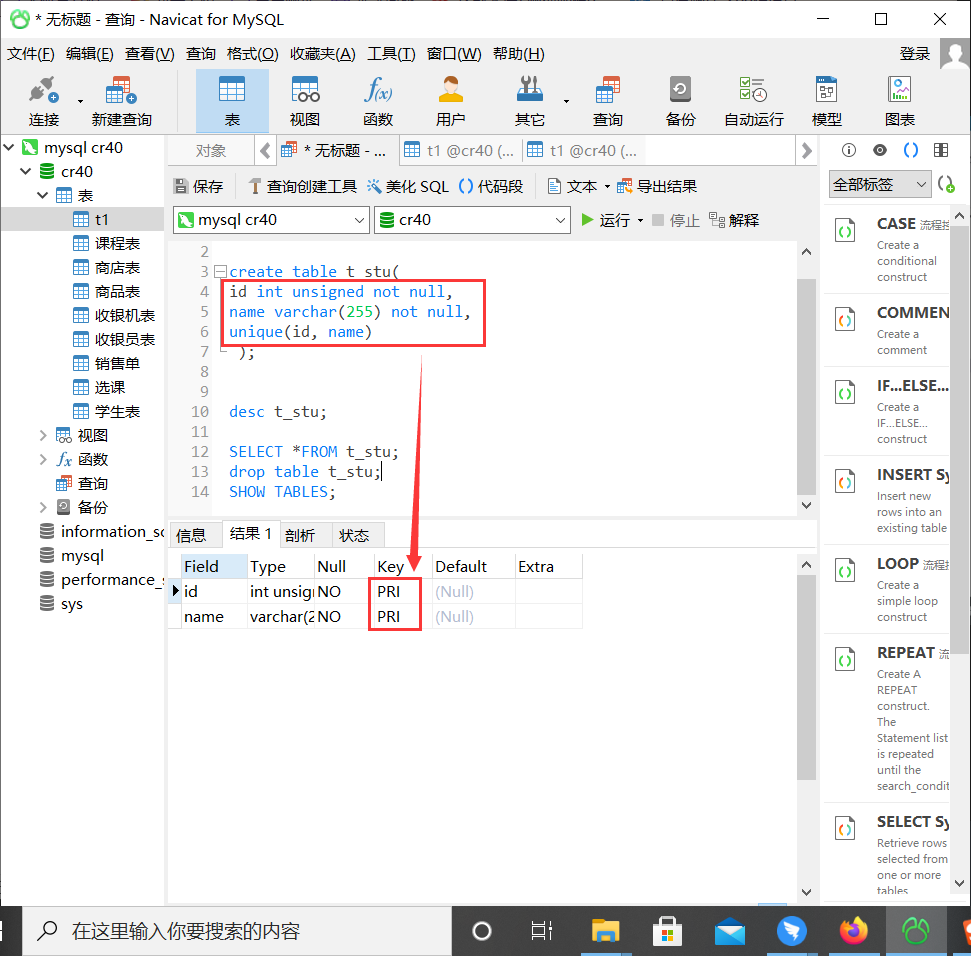 * 无标题 - 查询 - Navicat for MySQL
文件(F) 编辑(E) 查看(V) 查询 格式(O) 收藏夹(A) 工具(T) 窗口(W) 帮助(H) 登录
连接 新建查询 表 视图 函数 用户 其它 查询 备份 自动运行 模型 图表
mysql cr40
cr40
表
t1
课程表
商店表
商品表
收银机表
收银员表
销售单
选课
学生表
视图
函数
查询
备份
information_sc
mysql
performance_s
sys
对象 * 无标题 - ... t1 @cr40 (... t1 @cr40 (...
保存 查询创建工具 美化 SQL 代码段 文本 导出结果
mysql cr40 cr40 运行 停止 解释
2
3 create table t_stu(
4 id int unsigned not null,
5 name varchar(255) not null,
6 unique(id, name)
7 );
8
9
10 desc t_stu;
11
12 SELECT *FROM t_stu;
13 drop table t_stu;
14 SHOW TABLES;
信息 结果 1 剖析 状态
Field Type Null Key Default Extra
id int unsig NO PRI (Null)
name varchar(2 NO PRI (Null)
全部标签
CASE 流程控
Create a
conditional
construct
COMMEN
Create a
comment
IF...ELSE...
Create a
IF...ELSE...
construct
INSERT Sy
Insert new
rows into an
existing table
LOOP 流程控
Create a
simple loop
construct
REPEAT 流
Create A
REPEAT
construct.
The
Statement list
is repeated
until the
search_condit
SELECT Sy
Retrieve rows
selected from
one or more
tables
在这里输入你要搜索的内容